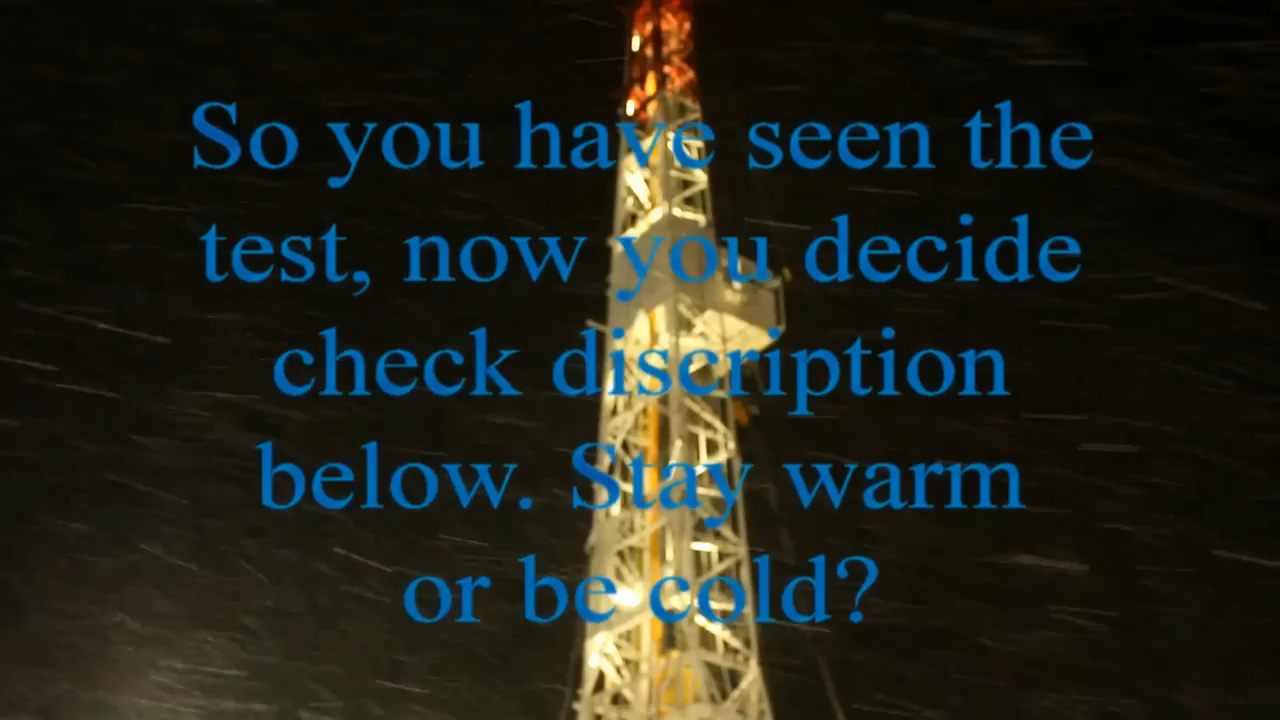 So you have seen the
test, now you decide
check discription
below. Stay warm
or be cold?